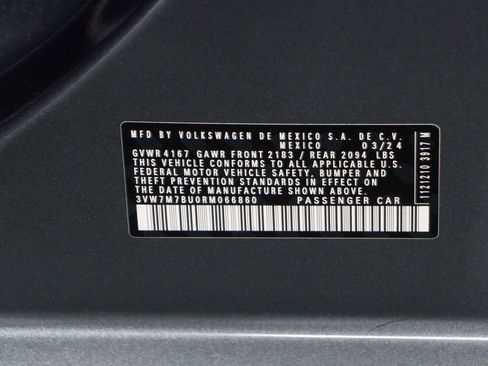 MFD BY VOLKSWAGEN DE MEXICO S.A. DE C.V.
MEXICO 03/24
GVWR 4167 GAWR FRONT 2183 / REAR 2094 LBS
THIS VEHICLE CONFORMS TO ALL APPLICABLE U.S.
FEDERAL MOTOR VEHICLE SAFETY, BUMPER AND
THEFT PREVENTION STANDARDS IN EFFECT ON THE
DATE OF MANUFACTURE SHOWN ABOVE.
3VW7M7BU0RM066860 PASSENGER CAR
1121210 3917 M